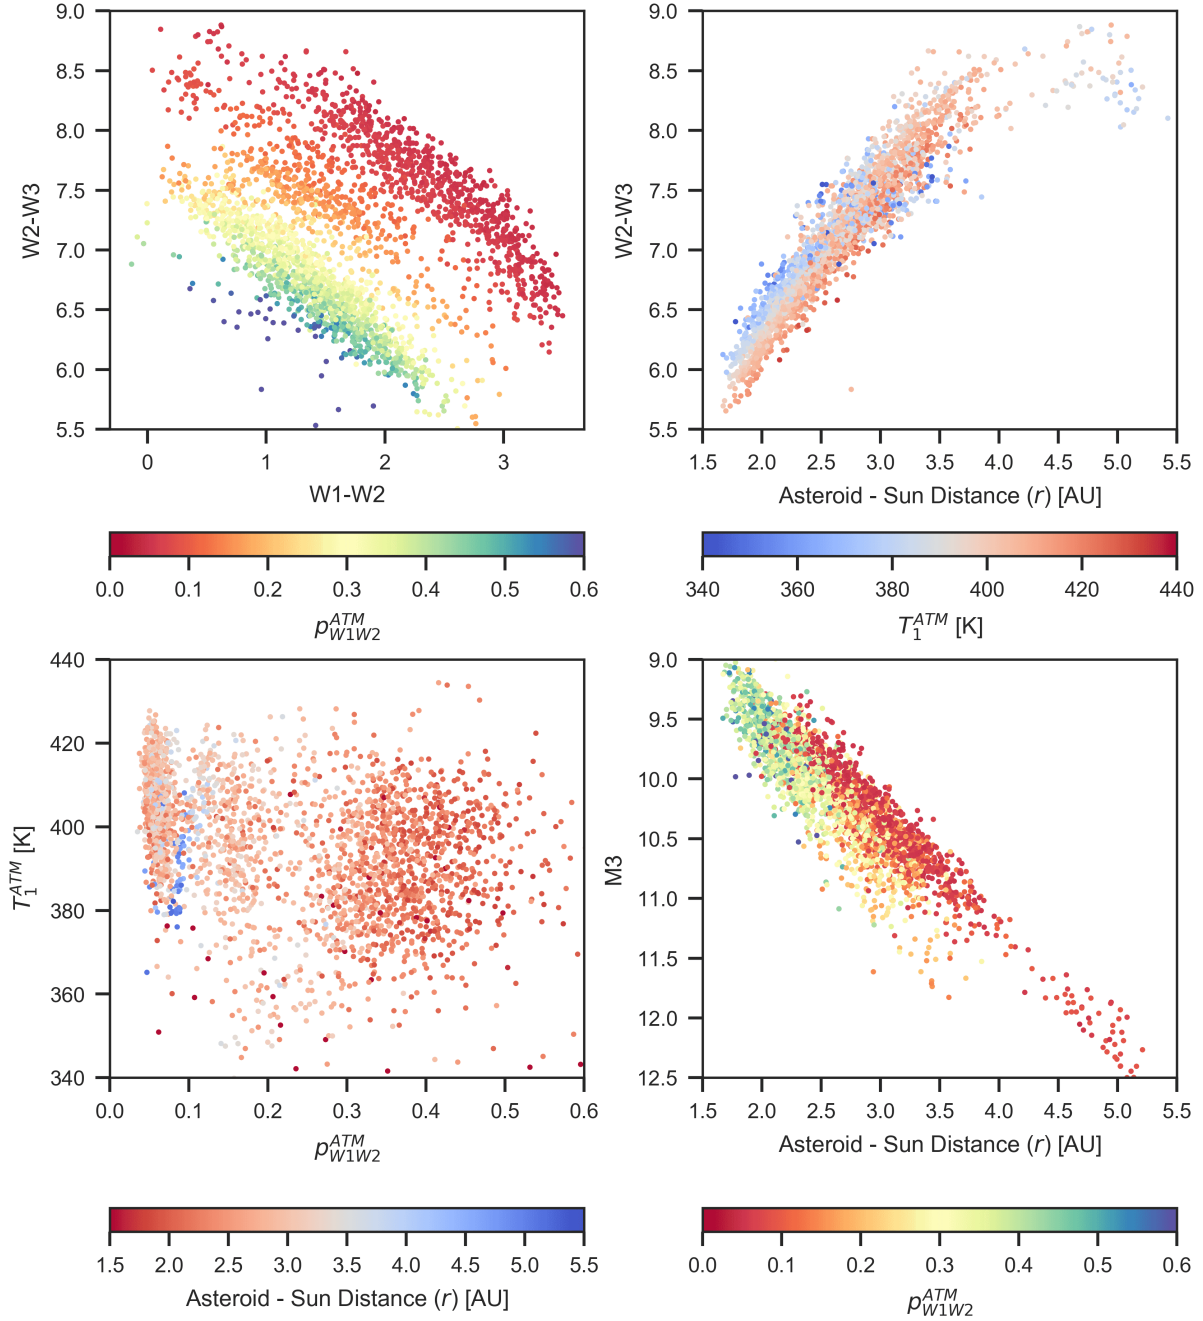 9.0
8.5
8.0
7.5
7.0
6.5
6.0
5.5
W2-W3
0 1 2 3
W1-W2
9.0
8.5
8.0
7.5
7.0
6.5
6.0
5.5
W2-W3
1.5 2.0 2.5 3.0 3.5 4.0 4.5 5.0 5.5
Asteroid - Sun Distance (r) [AU]
0.0 0.1 0.2 0.3 0.4 0.5 0.6
p_{W1W2}^{ATM}
340 360 380 400 420 440
T_1^{ATM} [K]
440
420
400
380
360
340
T_1^{ATM} [K]
0.0 0.1 0.2 0.3 0.4 0.5 0.6
p_{W1W2}^{ATM}
9.0
9.5
10.0
10.5
11.0
11.5
12.0
12.5
M3
1.5 2.0 2.5 3.0 3.5 4.0 4.5 5.0 5.5
Asteroid - Sun Distance (r) [AU]
1.5 2.0 2.5 3.0 3.5 4.0 4.5 5.0 5.5
Asteroid - Sun Distance (r) [AU]
0.0 0.1 0.2 0.3 0.4 0.5 0.6
p_{W1W2}^{ATM}